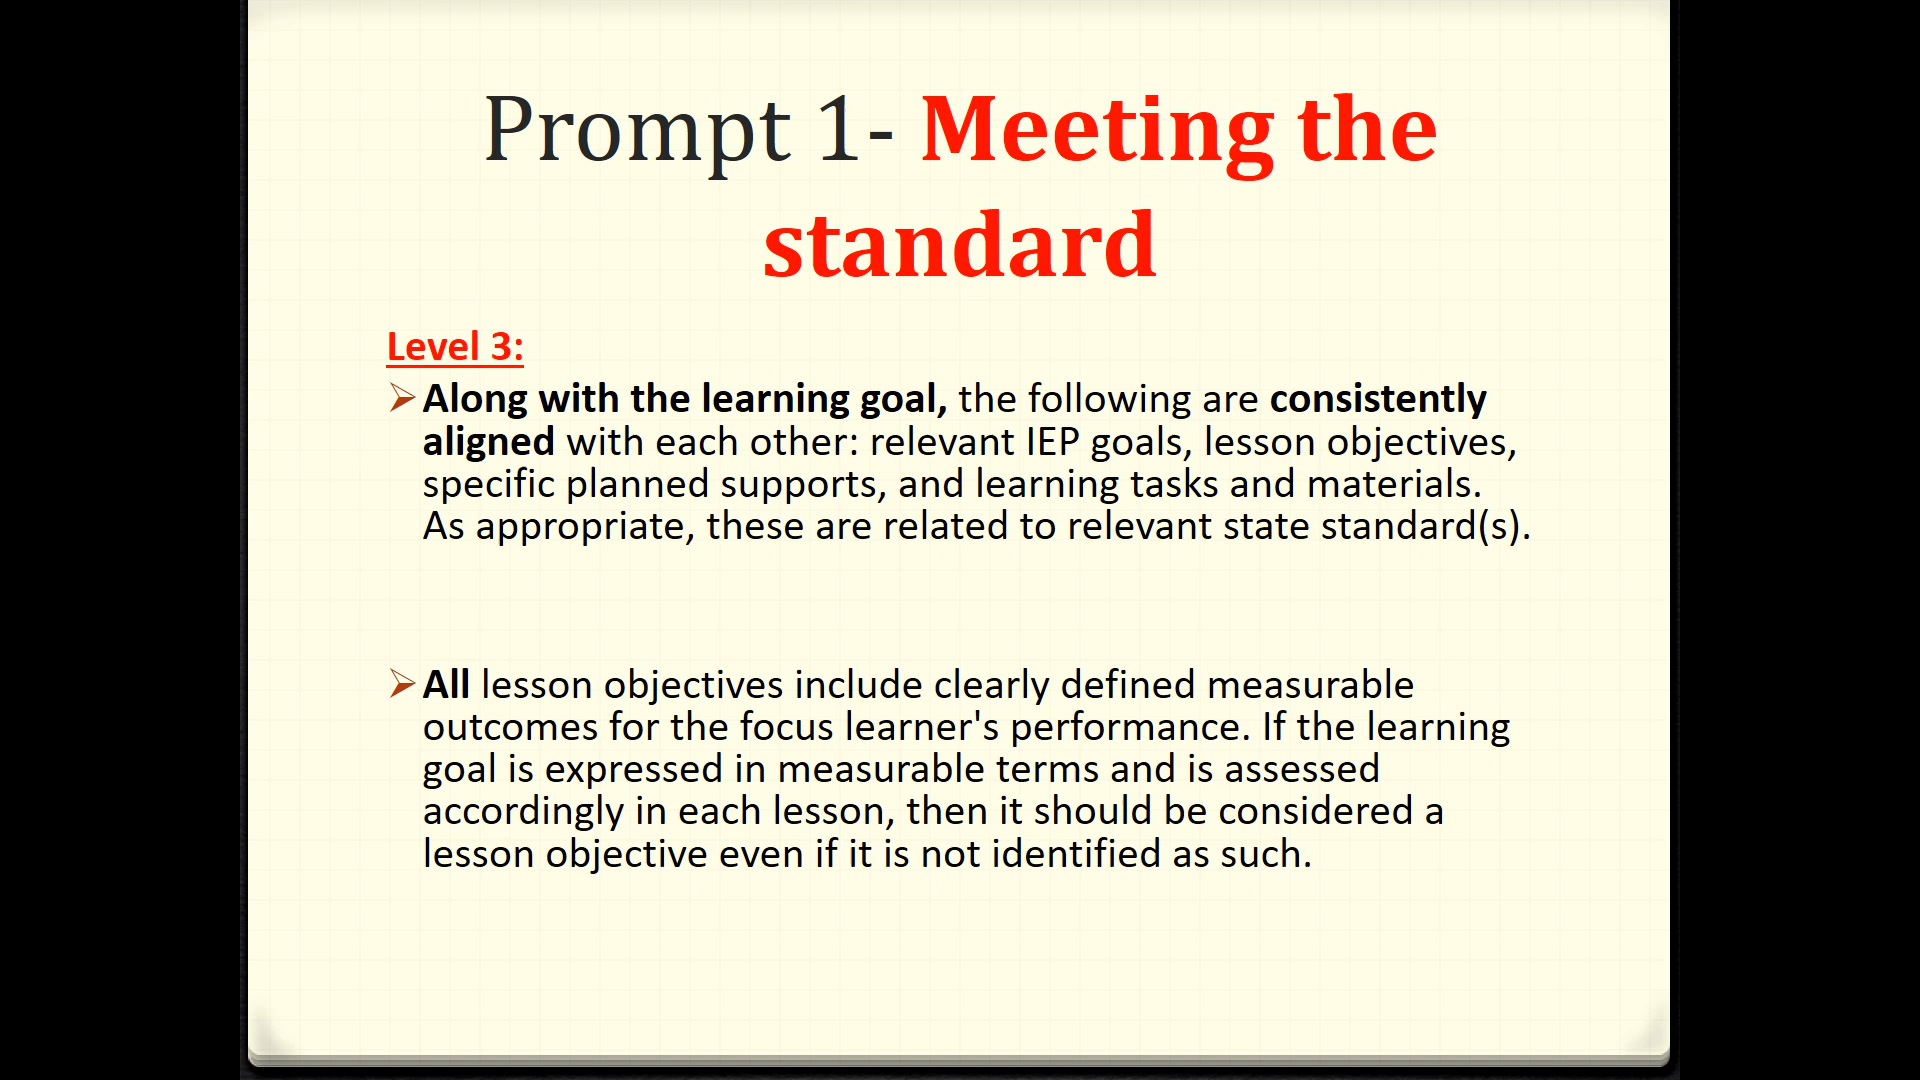 Prompt 1- Meeting the
standard
Level 3:
Along with the learning goal, the following are consistently
aligned with each other: relevant IEP goals, lesson objectives,
specific planned supports, and learning tasks and materials.
As appropriate, these are related to relevant state standard(s).
All lesson objectives include clearly defined measurable
outcomes for the focus learner's performance. If the learning
goal is expressed in measurable terms and is assessed
accordingly in each lesson, then it should be considered a
lesson objective even if it is not identified as such.